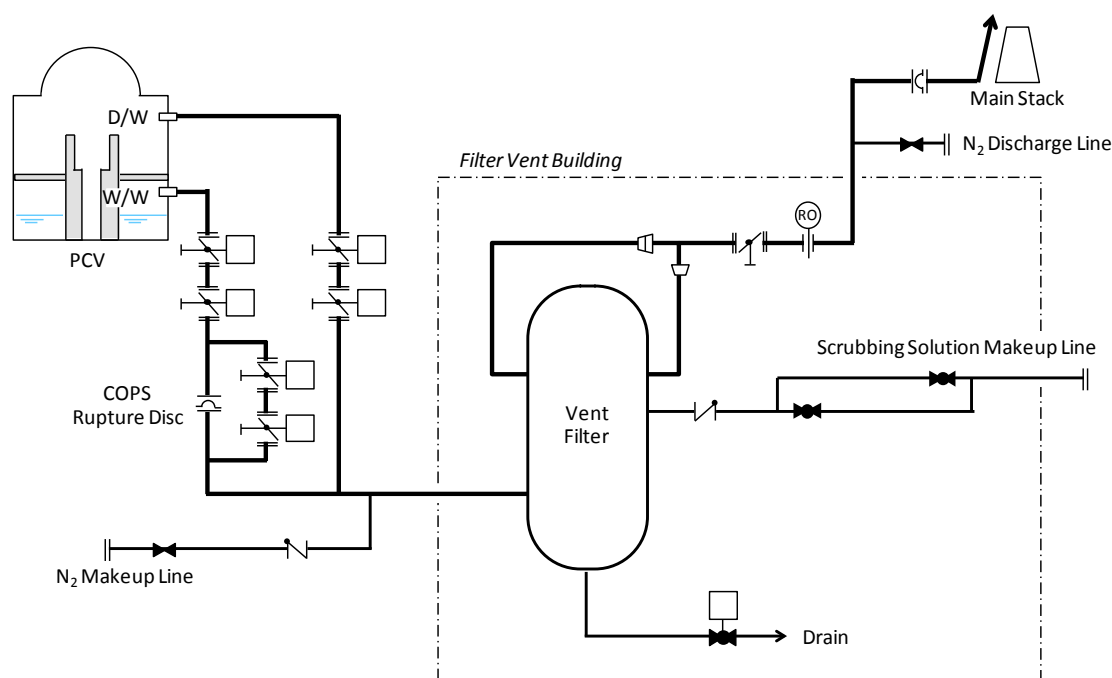 D/W
Main Stack
N₂ Discharge Line
Filter Vent Building
W/W
RO
PCV
Scrubbing Solution Makeup Line
COPS
Rupture Disc
Vent
Filter
N₂ Makeup Line
Drain